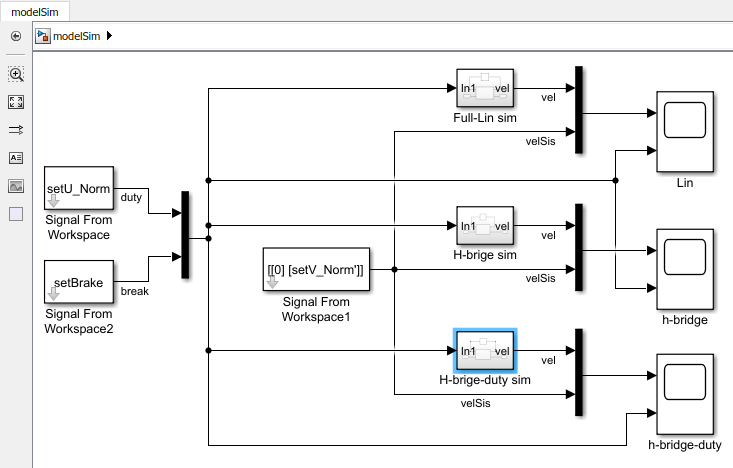 modelSim
modelSim
In1 vel
Full-Lin sim
vel
velSis
Lin
setU_Norm
duty
Signal From
Workspace
In1 vel
H-brige sim
vel
velSis
h-bridge
setBrake
break
Signal From
Workspace2
[[0] [setV_Norm']]
Signal From
Workspace1
In1 vel
H-brige-duty sim
vel
velSis
h-bridge-duty